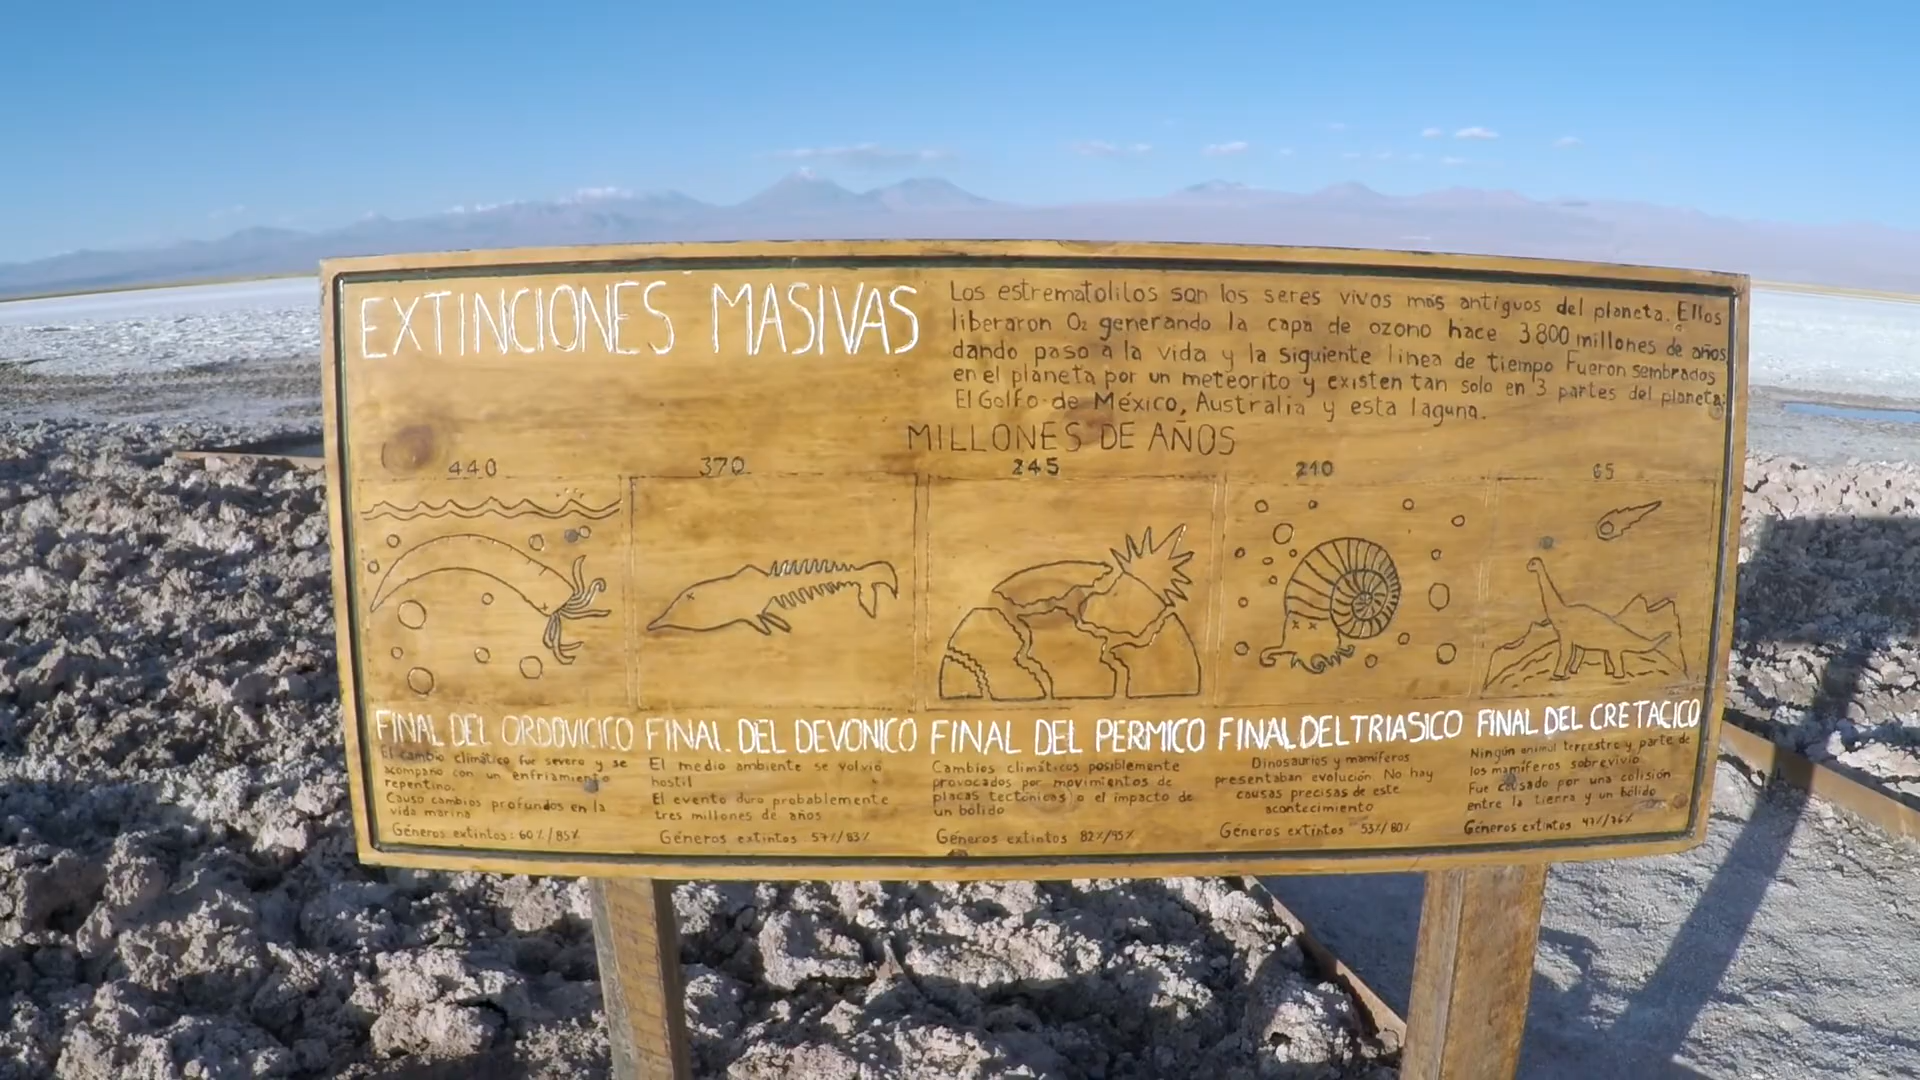 EXTINCIONES MASIVAS
Los estrematolitos son los seres vivos más antiguos del planeta. Ellos
liberaron O₂ generando la capa de ozono hace 3800 millones de años
dando paso a la vida y la siguiente linea de tiempo Fueron sembrados
en el planeta por un meteorito y existen tan solo en 3 partes del planeta:
El Golfo de México, Australia y esta laguna.
MILLONES DE AÑOS
440
370
245
210
65
FINAL DEL ORDOVICICO
El cambio climático fue severo y se
acompaño con un enfriamiento
repentino.
Causo cambios profundos en la
vida marina
Géneros extintos: 60%/85%
FINAL DEL DEVONICO
El medio ambiente se volvió
hostil
El evento duro probablemente
tres millones de años
Géneros extintos 57%/83%
FINAL DEL PERMICO
Cambios climáticos posiblemente
provocados por movimientos de
placas tectónicas o el impacto de
un bólido
Géneros extintos 82%/95%
FINAL DEL TRIASICO
Dinosaurios y mamíferos
presentaban evolución. No hay
causas precisas de este
acontecimiento
Géneros extintos 53%/80%
FINAL DEL CRETACICO
Ningún animal terrestre y parte de
los mamíferos sobrevivió
Fue causado por una colisión
entre la tierra y un bólido
Géneros extintos 47%/76%